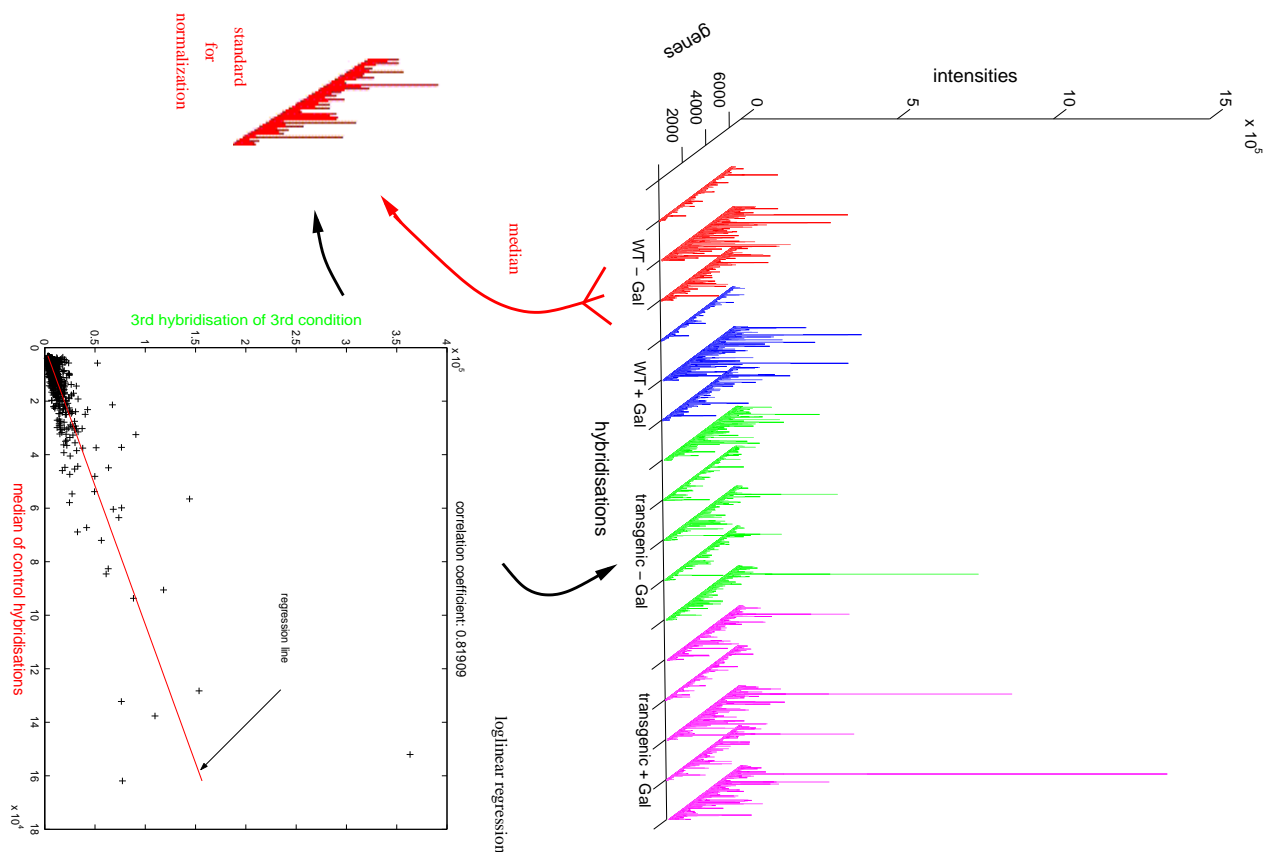 standard
for
normalization
median
genes
2000
4000
6000
intensities
0
5
10
15
x 10^5
WT – Gal
WT + Gal
transgenic – Gal
transgenic + Gal
hybridisations
3rd hybridisation of 3rd condition
0
0.5
1
1.5
2
2.5
3
3.5
4
x 10^5
0
2
4
6
8
10
12
14
16
18
x 10^4
median of control hybridisations
correlation coefficient: 0.81909
regression line
loglinear regression